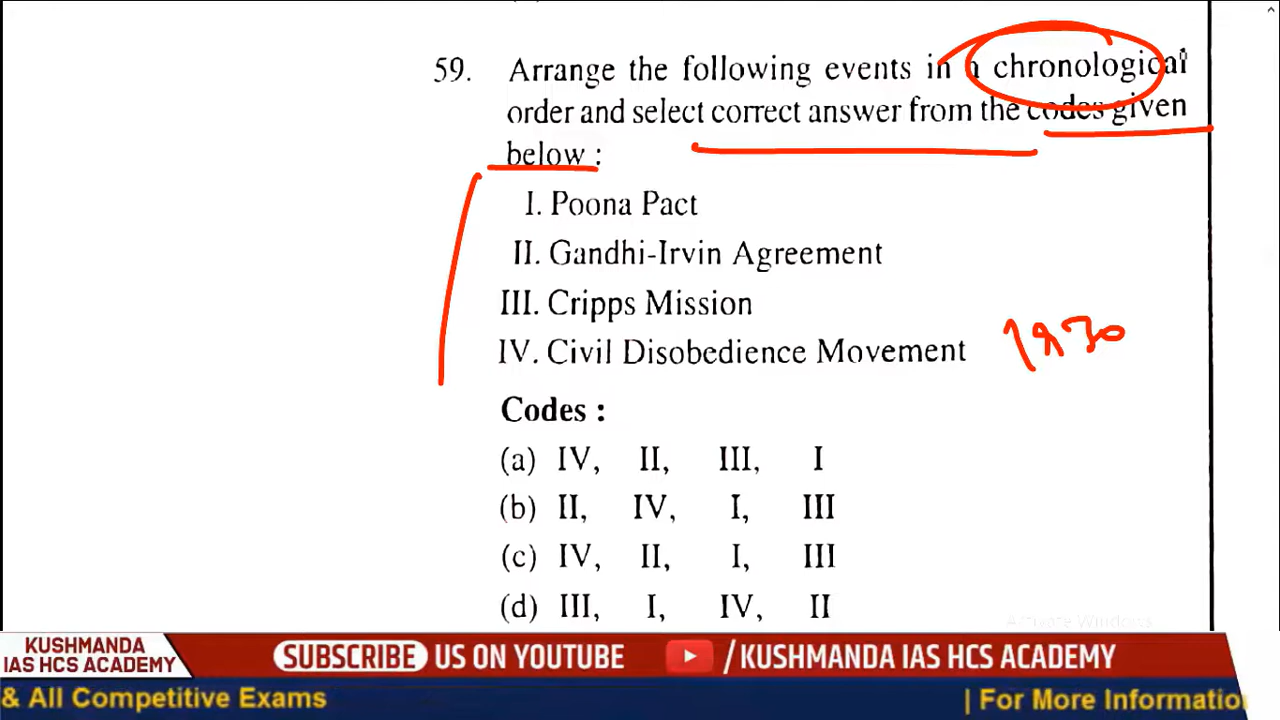 59. Arrange the following events in a chronological
order and select correct answer from the codes given
below :
I. Poona Pact
II. Gandhi-Irvin Agreement
III. Cripps Mission
IV. Civil Disobedience Movement 1930
Codes :
(a) IV, II, III, I
(b) II, IV, I, III
(c) IV, II, I, III
(d) III, I, IV, II
Activate Windows
KUSHMANDA
IAS HCS ACADEMY
SUBSCRIBE US ON YOUTUBE /KUSHMANDA IAS HCS ACADEMY
& All Competitive Exams | For More Informatio